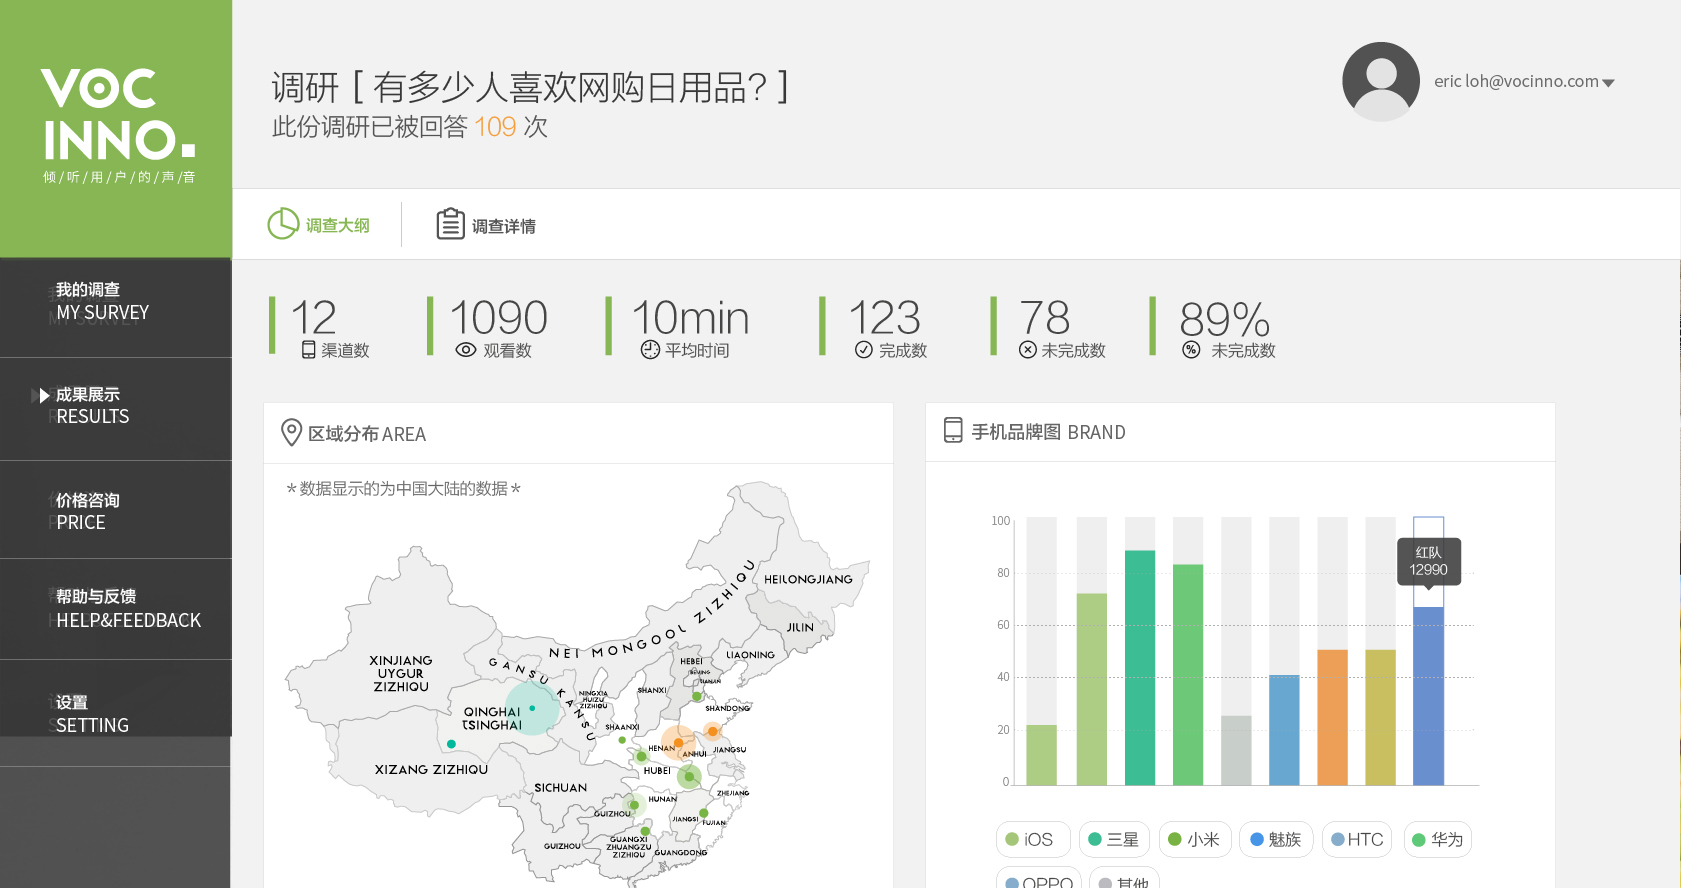 VOC
INNO.
倾/听/用/户/的/声/音
我的调查
MY SURVEY
成果展示
RESULTS
价格咨询
PRICE
帮助与反馈
HELP&FEEDBACK
设置
SETTING
调研 [ 有多少人喜欢网购日用品? ]
此份调研已被回答 109 次
eric loh@vocinno.com
调查大纲
调查详情
12
渠道数
1090
观看数
10min
平均时间
123
完成数
78
未完成数
89%
未完成数
区域分布 AREA
*数据显示的为中国大陆的数据*
HEILONGJIANG
JILIN
LIAONING
NEI MONGOOL ZIZHIQU
HEBEI
BEIJING
TIANJIN
XINJIANG
UYGUR
ZIZHIQU
GANSU KANSU
NINGXIA
HUIZU
ZIZHIQU
SHANXI
SHANDONG
QINGHAI
TSINGHAI
SHAANXI
HENAN
ANHUI
JIANGSU
XIZANG ZIZHIQU
HUBEI
SICHUAN
HUNAN
ZHEJIANG
GUIZHOU
JIANGSI
FUJIAN
GUIZHOU
GUANGXI
ZHUANGZU
ZIZHIQU
GUANGDONG
手机品牌图 BRAND
100
80
60
40
20
0
红队
12990
iOS
三星
小米
魅族
HTC
华为
OPPO
其他